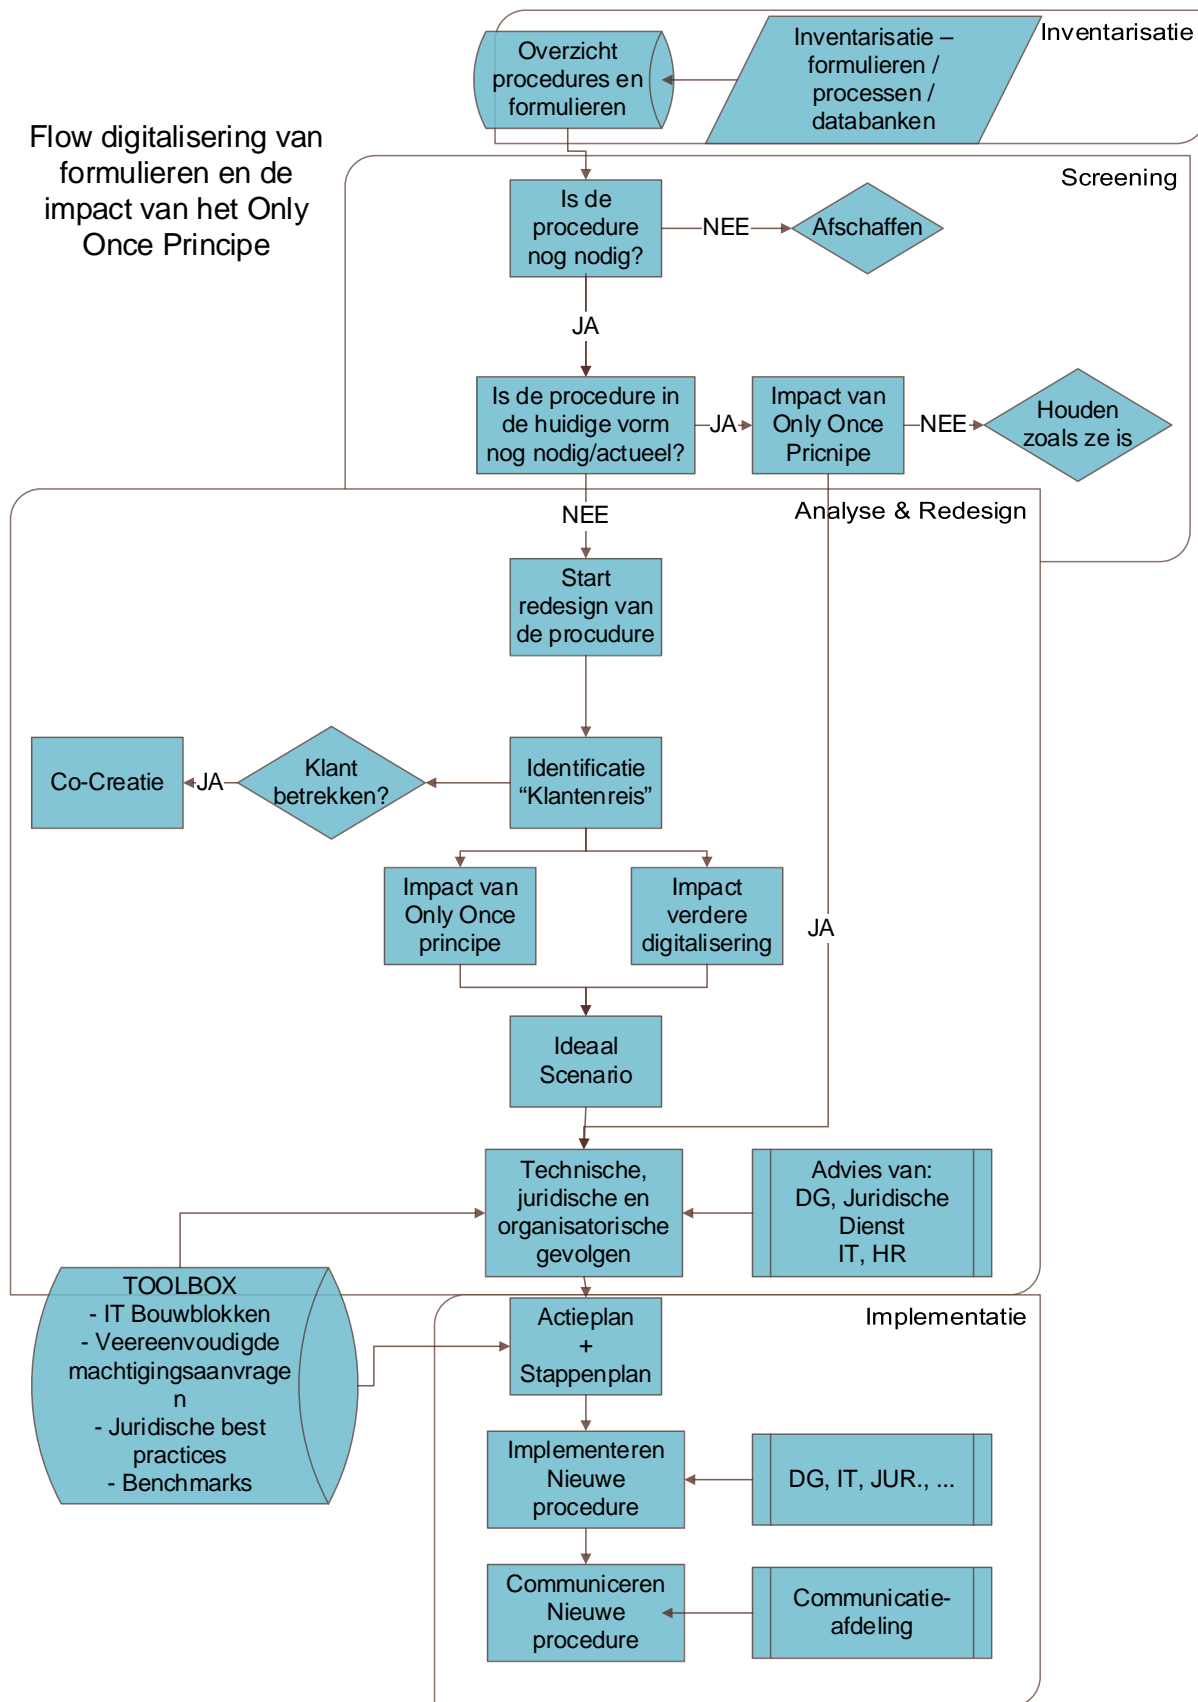 Inventarisatie
Overzicht
procedures en
formulieren
Inventarisatie –
formulieren /
processen /
databanken
Flow digitalisering van
formulieren en de
impact van het Only
Once Principe
Screening
Is de
procedure
nog nodig?
NEE
Afschaffen
JA
Is de procedure in
de huidige vorm
nog nodig/actueel?
JA
Impact van
Only Once
Pricnipe
NEE
Houden
zoals ze is
Analyse & Redesign
NEE
Start
redesign van
de procudure
Co-Creatie
JA
Klant
betrekken?
Identificatie
“Klantenreis”
Impact van
Only Once
principe
Impact
verdere
digitalisering
JA
Ideaal
Scenario
Technische,
juridische en
organisatorische
gevolgen
Advies van:
DG, Juridische
Dienst
IT, HR
TOOLBOX
- IT Bouwblokken
- Veereenvoudigde
machtigingsaanvrage
n
- Juridische best
practices
- Benchmarks
Implementatie
Actieplan
+
Stappenplan
Implementeren
Nieuwe
procedure
DG, IT, JUR., ...
Communiceren
Nieuwe
procedure
Communicatie-
afdeling